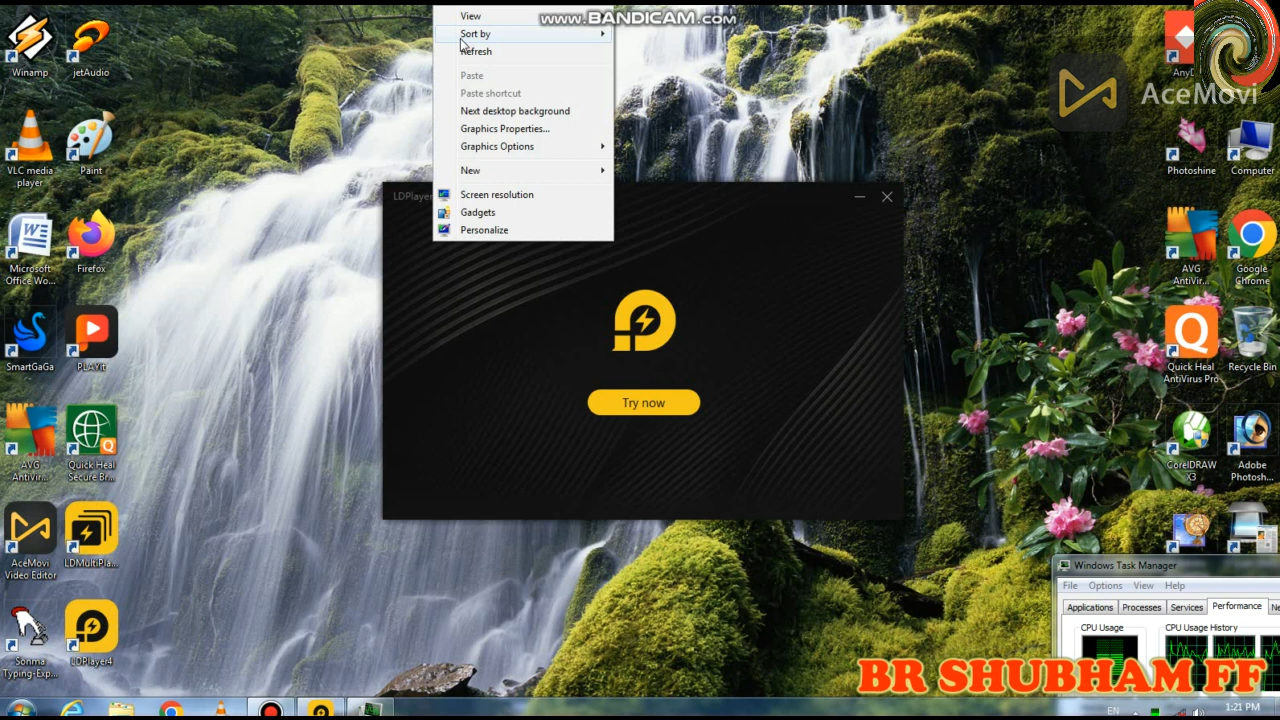 www.BANDICAM.com
AceMovi
View
Sort by
Refresh
Paste
Paste shortcut
Next desktop background
Graphics Properties...
Graphics Options
New
Screen resolution
Gadgets
Personalize
LDPlayer
Try now
Winamp
jetAudio
VLC media
player
Paint
Microsoft
Office Wo...
Firefox
SmartGaGa
PLAYit
AVG
AntiVir...
Quick Heal
Secure Br...
AceMovi
Video Editor
LDMultiPla...
Sonma
Typing-Exp...
LDPlayer4
AnyD
Photoshine
Computer
AVG
AntiVir...
Google
Chrome
Quick Heal
AntiVirus Pro
Recycle Bin
CorelDRAW
X3
Adobe
Photosh...
Windows Task Manager
File Options View Help
Applications Processes Services Performance Ne
CPU Usage CPU Usage History
BR SHUBHAM FF
EN
1:21 PM